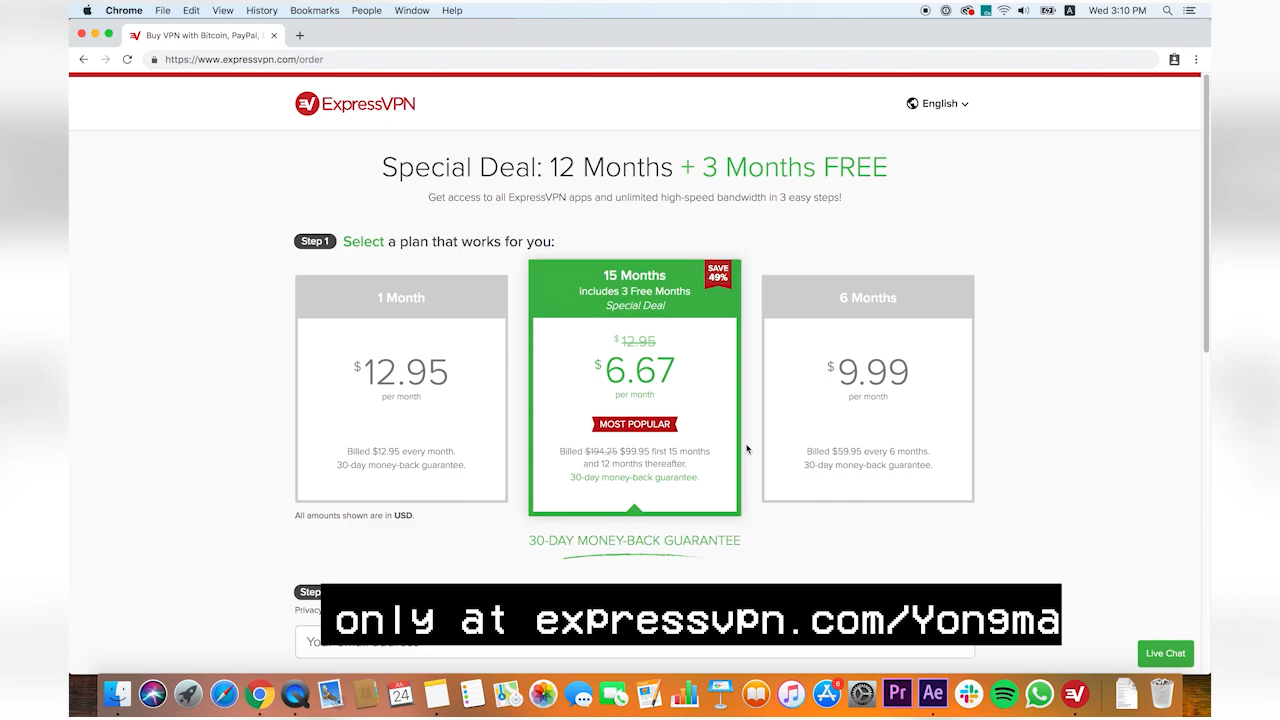 Chrome File Edit View History Bookmarks People Window Help
A Wed 3:10 PM
Buy VPN with Bitcoin, PayPal,
https://www.expressvpn.com/order
ExpressVPN
English
Special Deal: 12 Months + 3 Months FREE
Get access to all ExpressVPN apps and unlimited high-speed bandwidth in 3 easy steps!
Step 1 Select a plan that works for you:
1 Month
$12.95
per month
Billed $12.95 every month.
30-day money-back guarantee.
15 Months
includes 3 Free Months
Special Deal
SAVE
49%
$12.95
$6.67
per month
MOST POPULAR
Billed $194.25 $99.95 first 15 months
and 12 months thereafter.
30-day money-back guarantee.
6 Months
$9.99
per month
Billed $59.95 every 6 months.
30-day money-back guarantee.
All amounts shown are in USD.
30-DAY MONEY-BACK GUARANTEE
Step
only at expressvpn.com/Yongma
Live Chat
24
6
Pr Ae